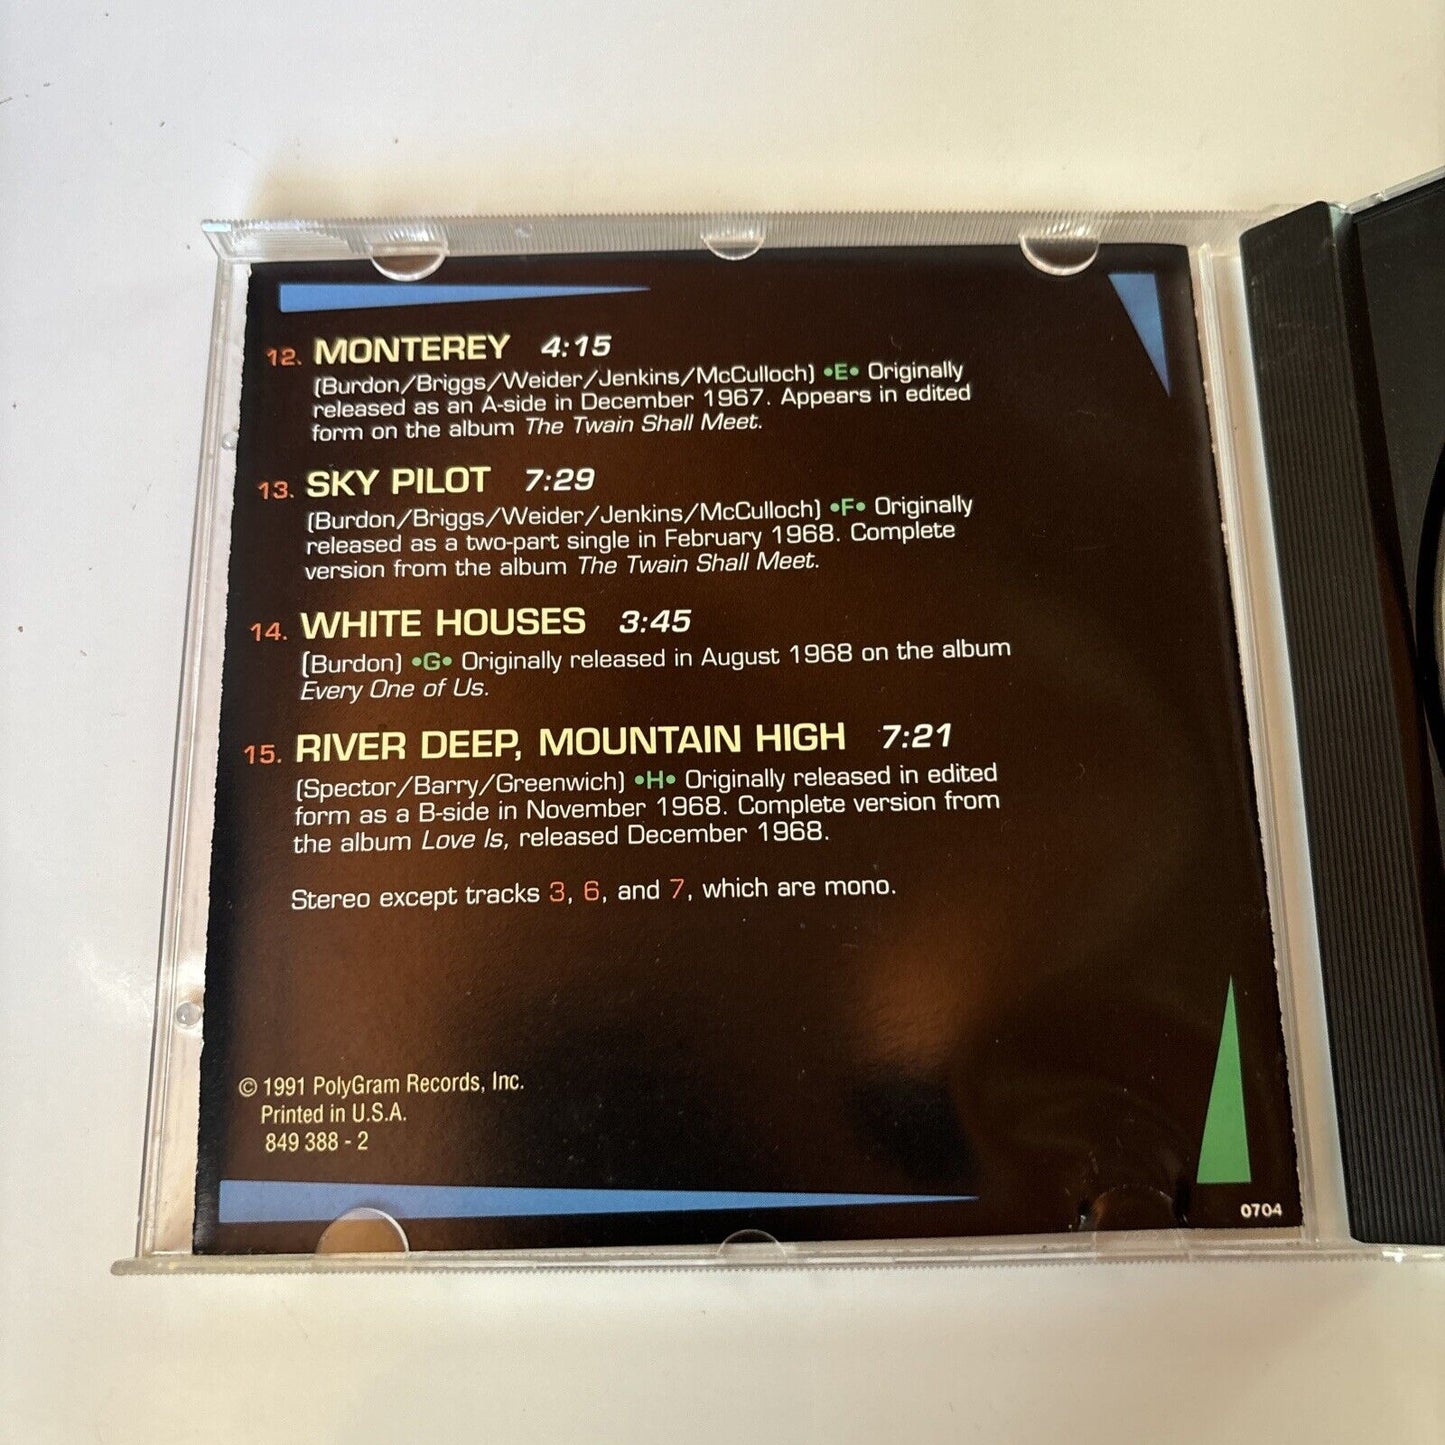 12. MONTEREY 4:15
(Burdon/Briggs/Weider/Jenkins/McCulloch) •E• Originally
released as an A-side in December 1967. Appears in edited
form on the album The Twain Shall Meet.
13. SKY PILOT 7:29
(Burdon/Briggs/Weider/Jenkins/McCulloch) •F• Originally
released as a two-part single in February 1968. Complete
version from the album The Twain Shall Meet.
14. WHITE HOUSES 3:45
(Burdon) •G• Originally released in August 1968 on the album
Every One of Us.
15. RIVER DEEP, MOUNTAIN HIGH 7:21
(Spector/Barry/Greenwich) •H• Originally released in edited
form as a B-side in November 1968. Complete version from
the album Love Is, released December 1968.
Stereo except tracks 3, 6, and 7, which are mono.
© 1991 PolyGram Records, Inc.
Printed in U.S.A.
849 388 - 2
0704